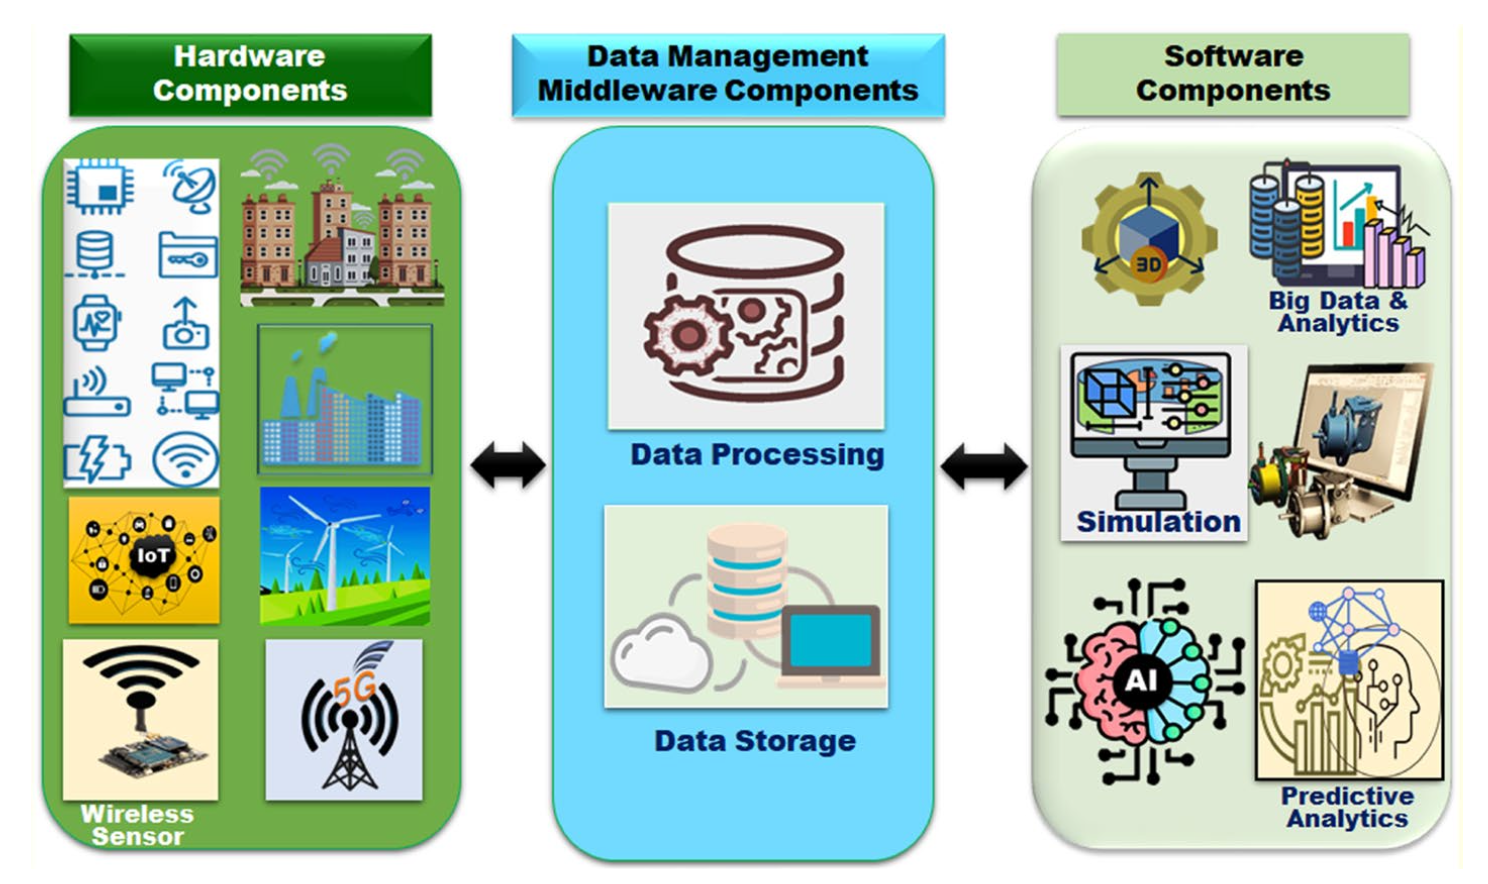 Hardware
Components
Data Management
Middleware Components
Software
Components
IoT
5G
Wireless
Sensor
Data Processing
Data Storage
3D
Big Data &
Analytics
Simulation
AI
Predictive
Analytics